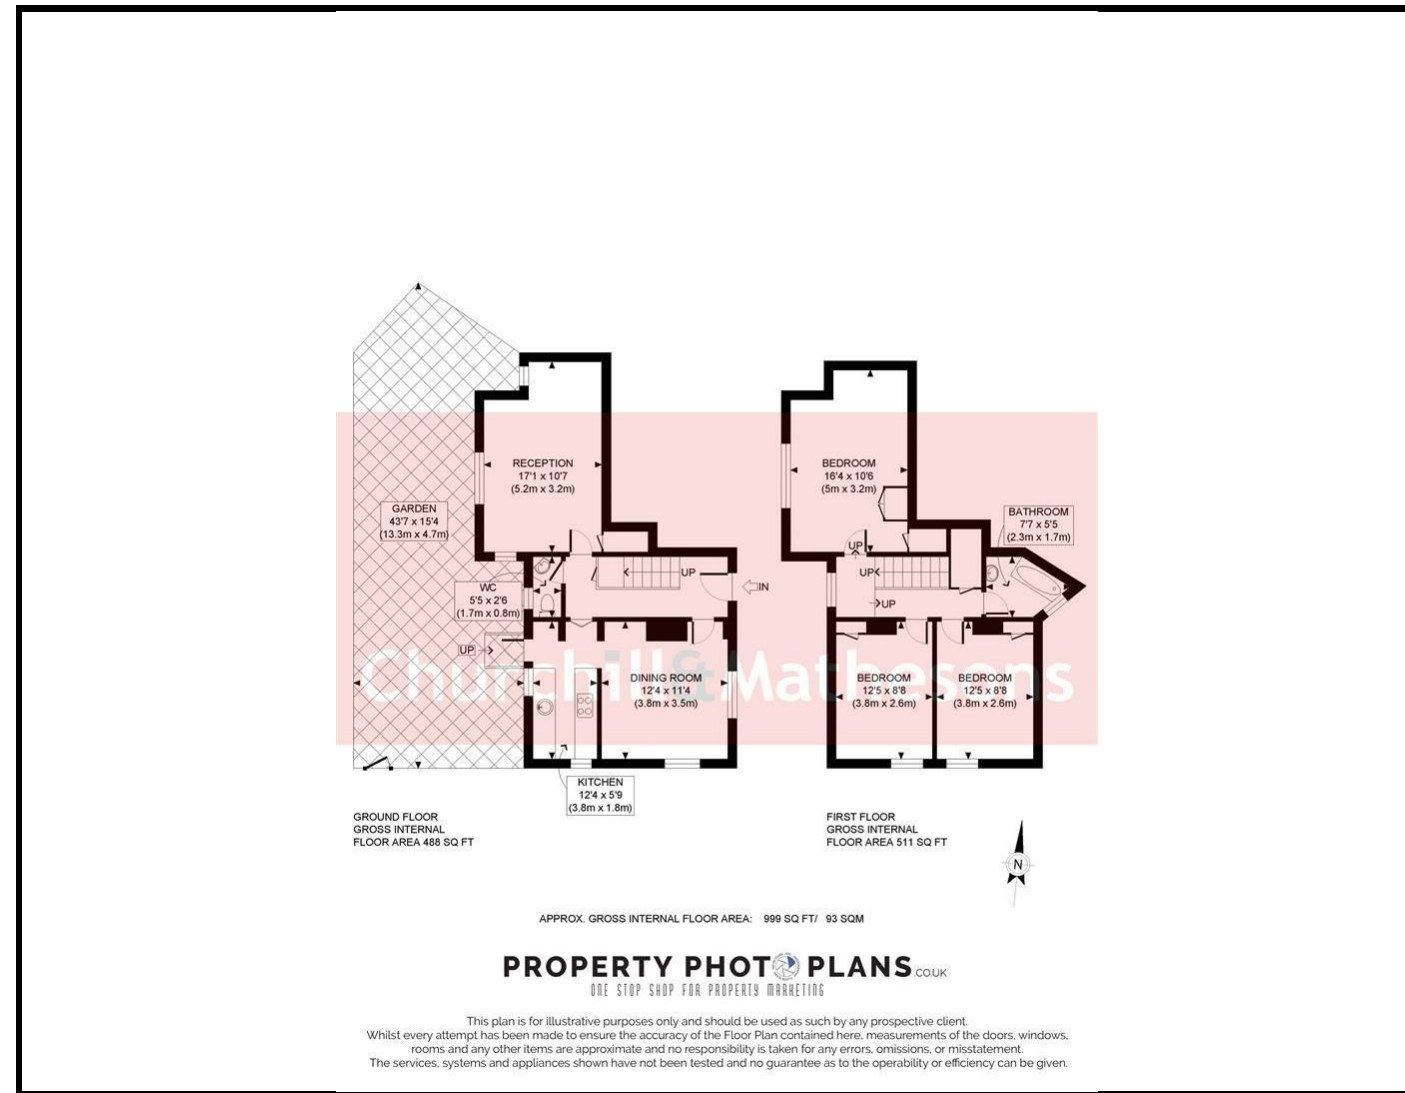 GARDEN
43'7 x 15'4
(13.3m x 4.7m)
RECEPTION
17'1 x 10'7
(5.2m x 3.2m)
WC
5'5 x 2'6
(1.7m x 0.8m)
UP
UP
IN
DINING ROOM
12'4 x 11'4
(3.8m x 3.5m)
KITCHEN
12'4 x 5'9
(3.8m x 1.8m)
BEDROOM
16'4 x 10'6
(5m x 3.2m)
BATHROOM
7'7 x 5'5
(2.3m x 1.7m)
UP
UP
UP
BEDROOM
12'5 x 8'8
(3.8m x 2.6m)
BEDROOM
12'5 x 8'8
(3.8m x 2.6m)
Churchill & Mathesons
GROUND FLOOR
GROSS INTERNAL
FLOOR AREA 488 SQ FT
FIRST FLOOR
GROSS INTERNAL
FLOOR AREA 511 SQ FT
N
APPROX. GROSS INTERNAL FLOOR AREA: 999 SQ FT/ 93 SQM
PROPERTY PHOTO PLANS.CO.UK
ONE STOP SHOP FOR PROPERTY MARKETING
This plan is for illustrative purposes only and should be used as such by any prospective client.
Whilst every attempt has been made to ensure the accuracy of the Floor Plan contained here, measurements of the doors, windows,
rooms and any other items are approximate and no responsibility is taken for any errors, omissions, or misstatement.
The services, systems and appliances shown have not been tested and no guarantee as to the operability or efficiency can be given.